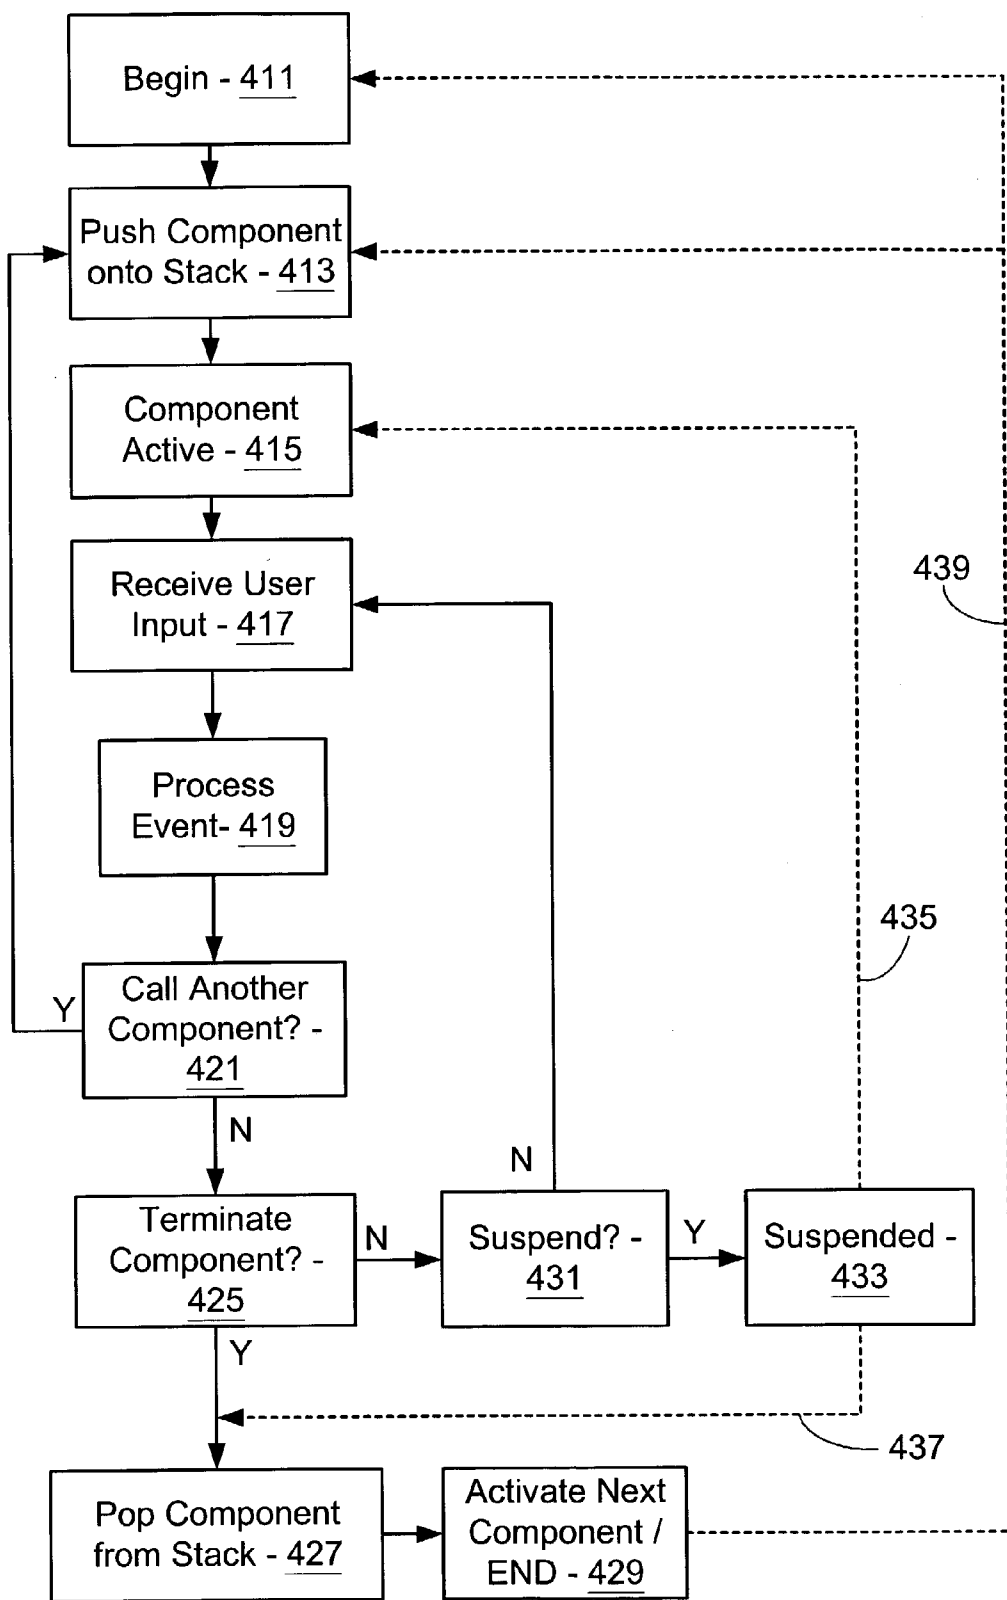 Begin - 411
Push Component
onto Stack - 413
Component
Active - 415
Receive User
Input - 417
439
Process
Event- 419
435
Call Another
Component? -
421
Y
N
Terminate
Component? -
425
N
N
Suspend? -
431
Y
Suspended -
433
Y
437
Pop Component
from Stack - 427
Activate Next
Component /
END - 429